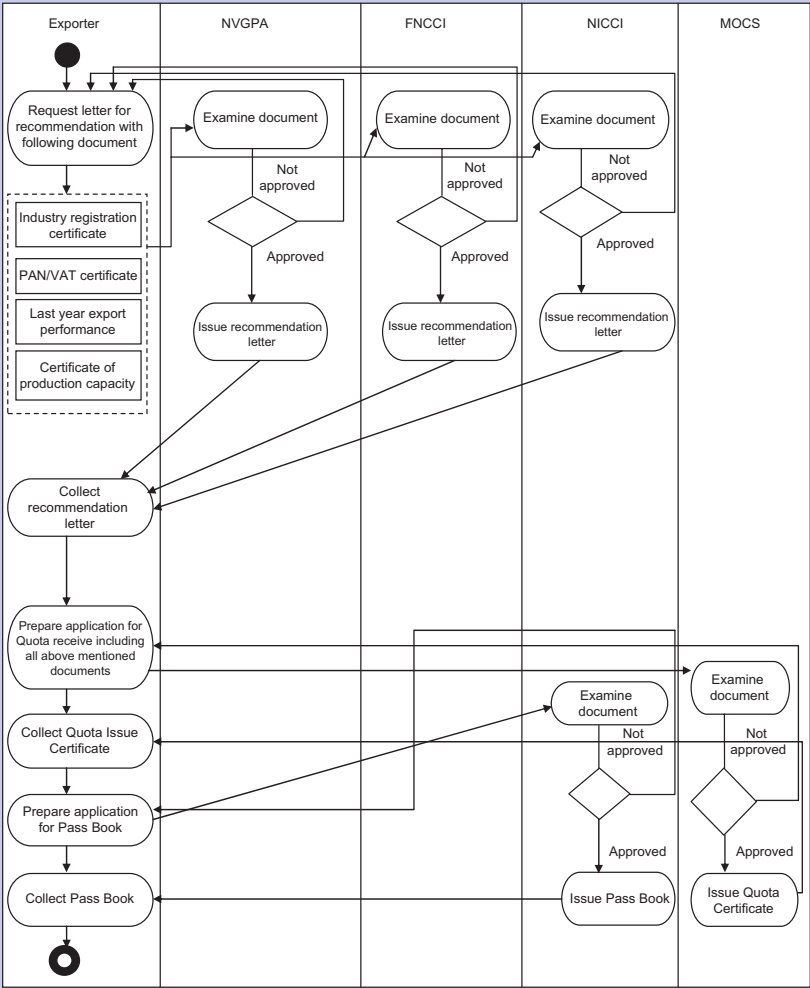 Exporter
NVGPA
FNCCI
NICCI
MOCS
Request letter for
recommendation with
following document
Examine document
Examine document
Examine document
Not
approved
Not
approved
Not
approved
Industry registration
certificate
PAN/VAT certificate
Last year export
performance
Certificate of
production capacity
Approved
Approved
Approved
Issue recommendation
letter
Issue recommendation
letter
Issue recommendation
letter
Collect
recommendation
letter
Prepare application for
Quota receive including
all above mentioned
documents
Examine
document
Examine
document
Collect Quota Issue
Certificate
Not
approved
Not
approved
Prepare application
for Pass Book
Approved
Approved
Collect Pass Book
Issue Pass Book
Issue Quota
Certificate